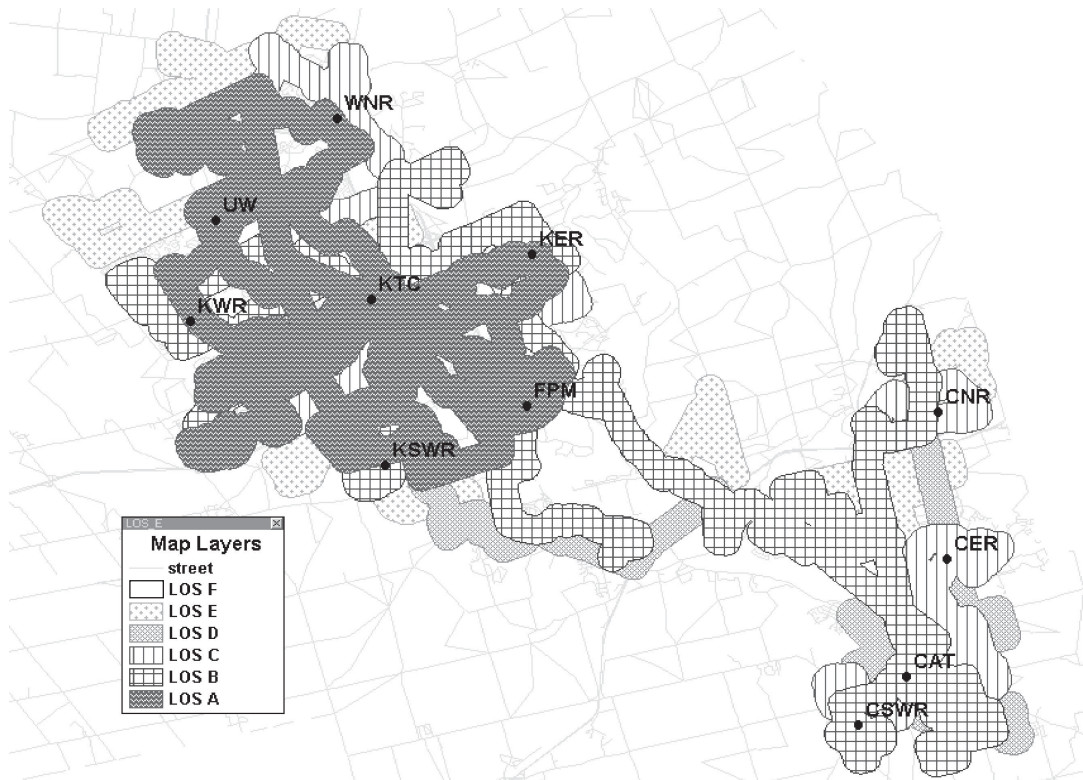 WNR
UW
KER
KTC
KWR
FPM
CNR
KSWR
LOS_E
Map Layers
street
LOS F
LOS E
LOS D
LOS C
LOS B
LOS A
CER
CAT
CSWR